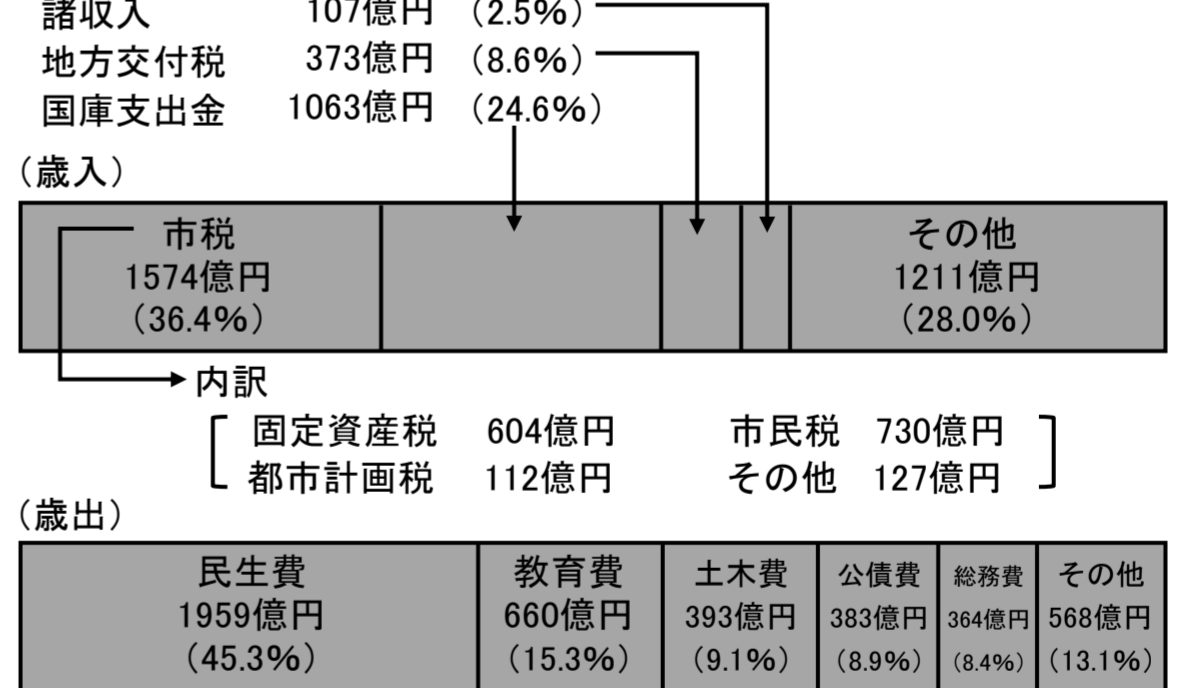 諸収入 107億円 （2.5%）
地方交付税 373億円 （8.6%）
国庫支出金 1063億円 （24.6%）
（歳入）
市税
1574億円
（36.4%）
その他
1211億円
（28.0%）
内訳
固定資産税 604億円 市民税 730億円
都市計画税 112億円 その他 127億円
（歳出）
民生費
1959億円
（45.3%）
教育費
660億円
（15.3%）
土木費
393億円
（9.1%）
公債費
383億円
（8.9%）
総務費
364億円
（8.4%）
その他
568億円
（13.1%）